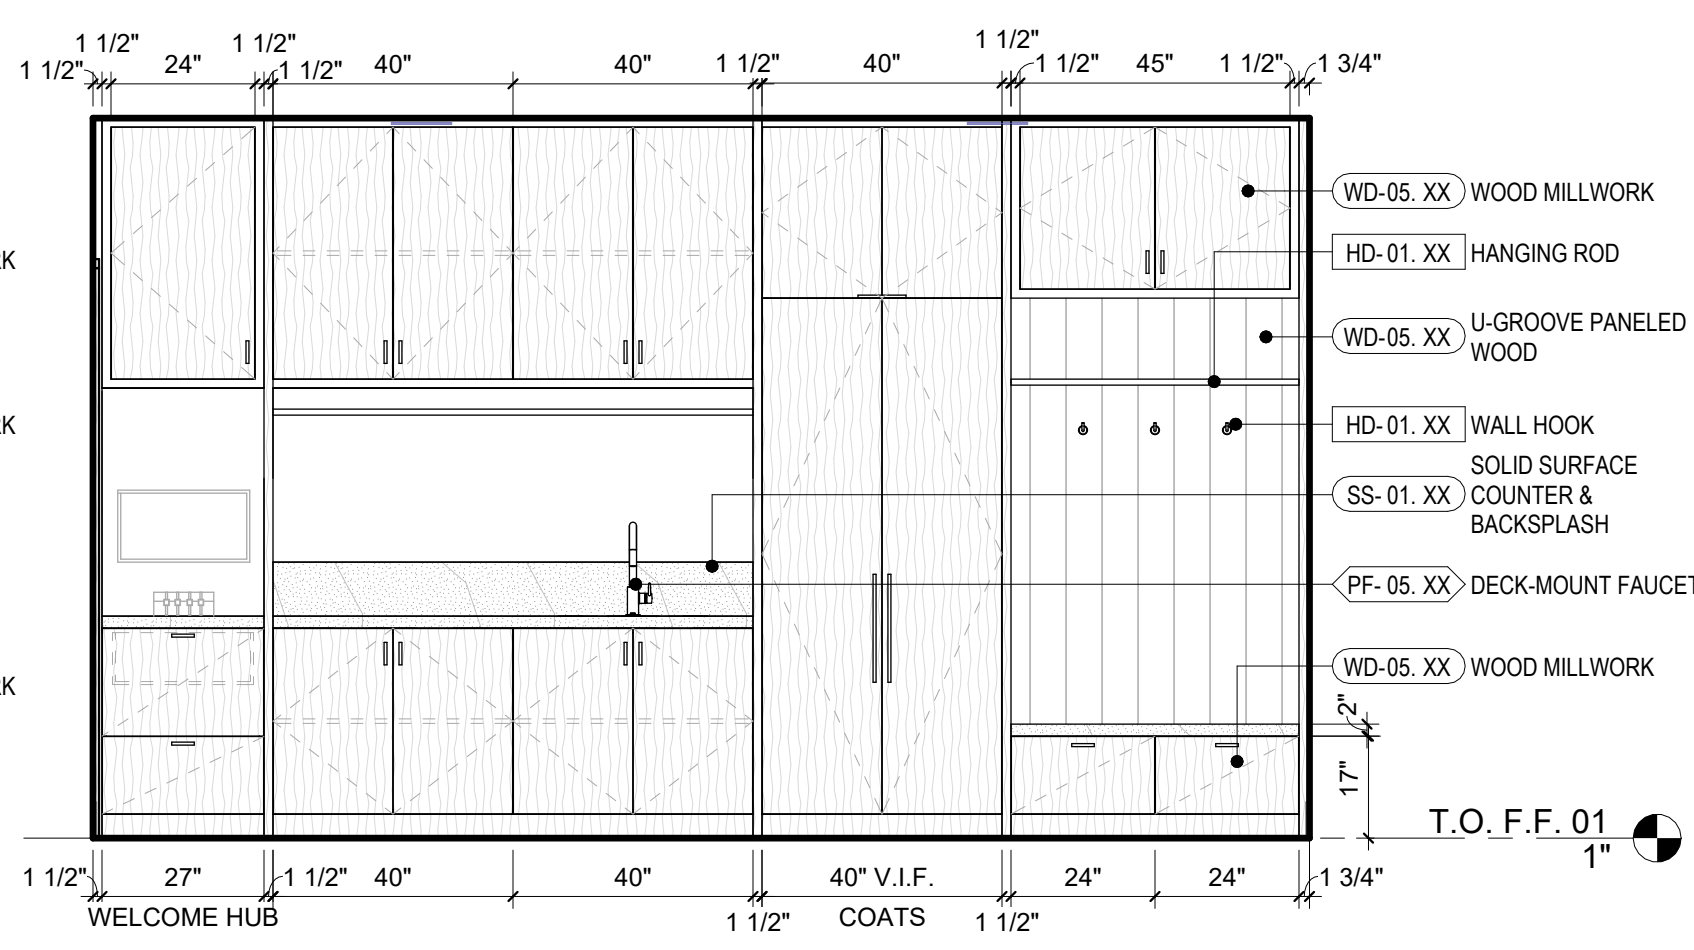 1 1/2" 1 1/2" 1 1/2"
1 1/2" 24" 1 1/2" 40" 40" 1 1/2" 40" 1 1/2" 45" 1 1/2" 1 3/4"
WD-05. XX WOOD MILLWORK
HD-01. XX HANGING ROD
K
U-GROOVE PANELED
WD-05. XX
WOOD
HD-01. XX WALL HOOK
K
SOLID SURFACE
SS-01. XX COUNTER &
BACKSPLASH
PF-05. XX DECK-MOUNT FAUCET
WD-05. XX WOOD MILLWORK
K
2"
17"
T.O. F.F. 01
1"
1 1/2" 27" 1 1/2" 40" 40" 40" V.I.F. 24" 24" 1 3/4"
WELCOME HUB 1 1/2" COATS 1 1/2"